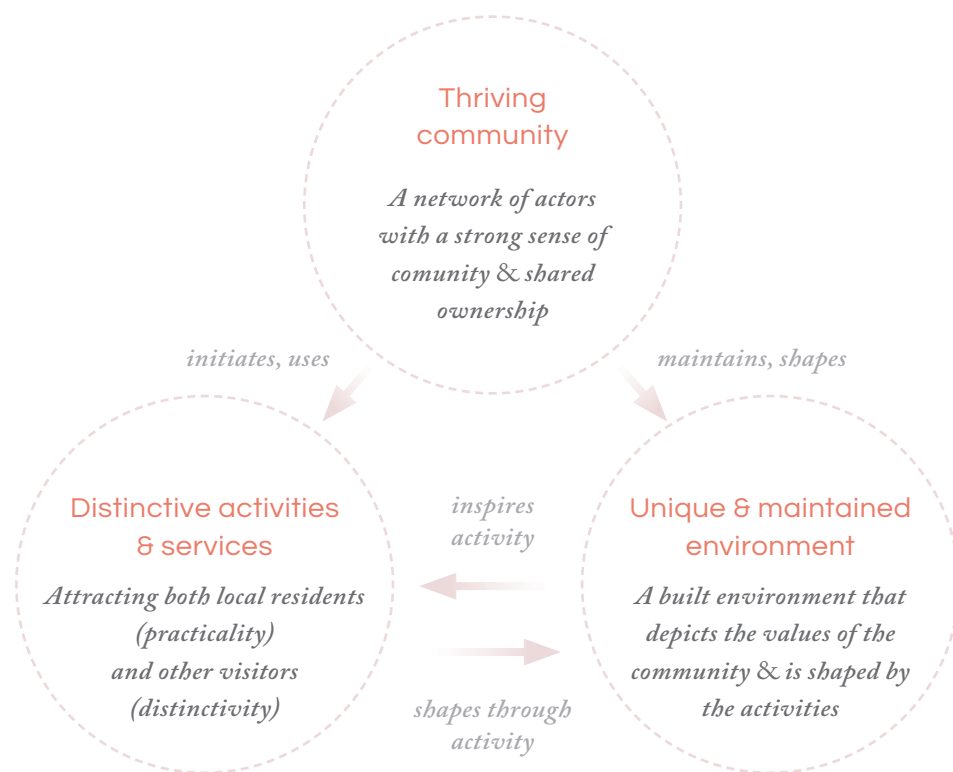 Thriving
community
A network of actors
with a strong sense of
comunity & shared
ownership
initiates, uses
maintains, shapes
Distinctive activities
& services
Attracting both local residents
(practicality)
and other visitors
(distinctivity)
inspires
activity
shapes through
activity
Unique & maintained
environment
A built environment that
depicts the values of the
community & is shaped by
the activities